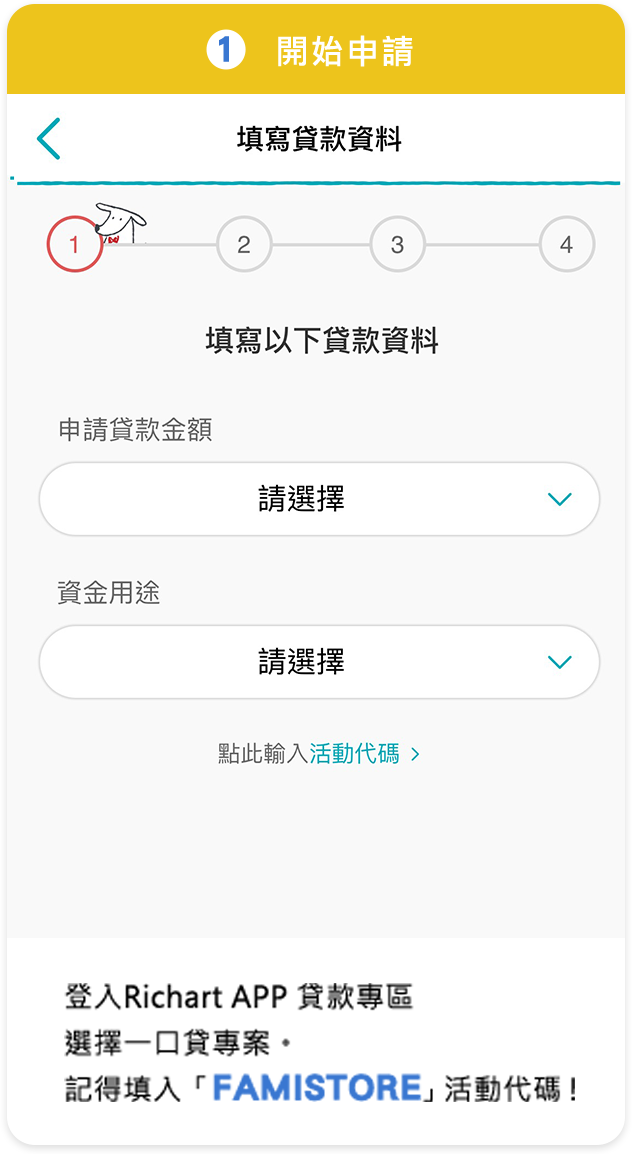 1 開始申請
填寫貸款資料
1 2 3 4
填寫以下貸款資料
申請貸款金額
請選擇
資金用途
請選擇
點此輸入活動代碼 >
登入Richart APP 貸款專區
選擇一口貸專案。
記得填入「FAMISTORE」活動代碼!